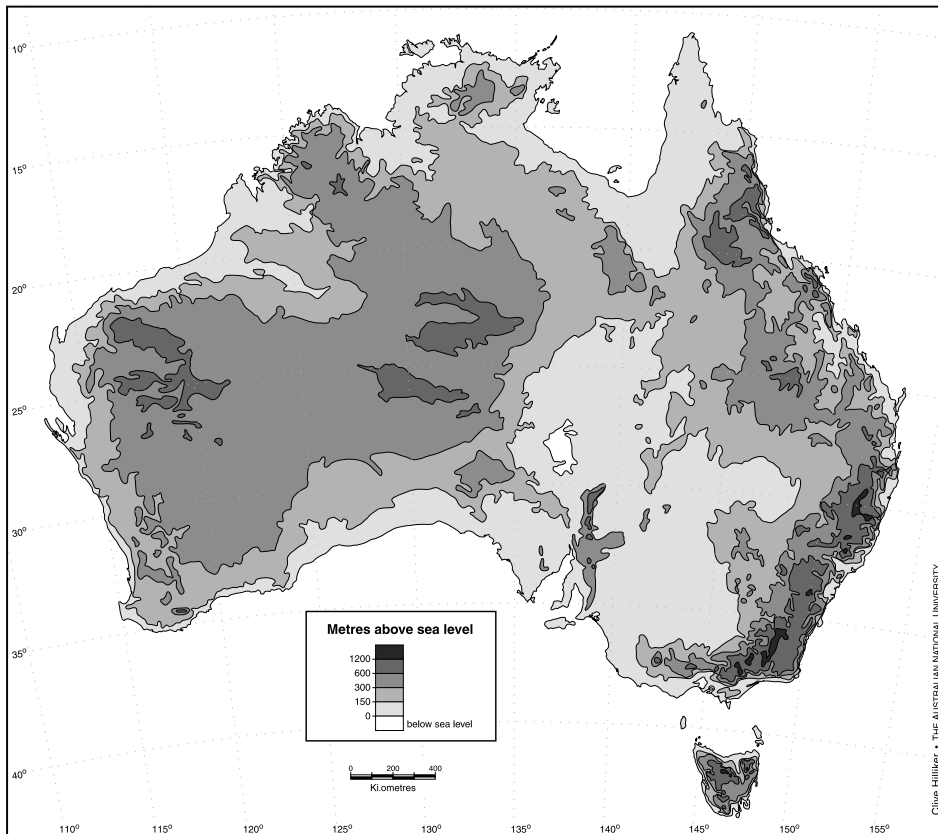 10°
15°
20°
25°
30°
35°
40°
Metres above sea level
1200
600
300
150
0
below sea level
0 200 400
Ki.ometres
110° 115° 120° 125° 130° 135° 140° 145° 150° 155°
Clive Hilliker • THE AUSTRALIAN NATIONAL UNIVERSITY